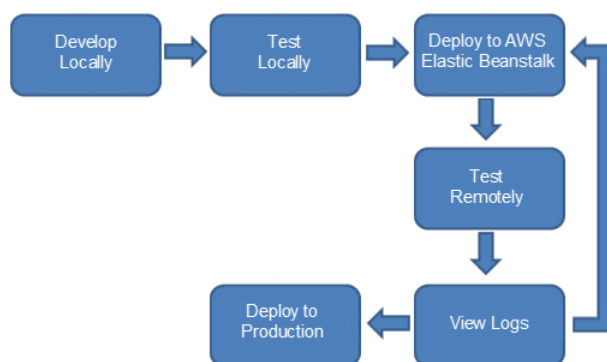 Develop
Locally
Test
Locally
Deploy to AWS
Elastic Beanstalk
Test
Remotely
View Logs
Deploy to
Production